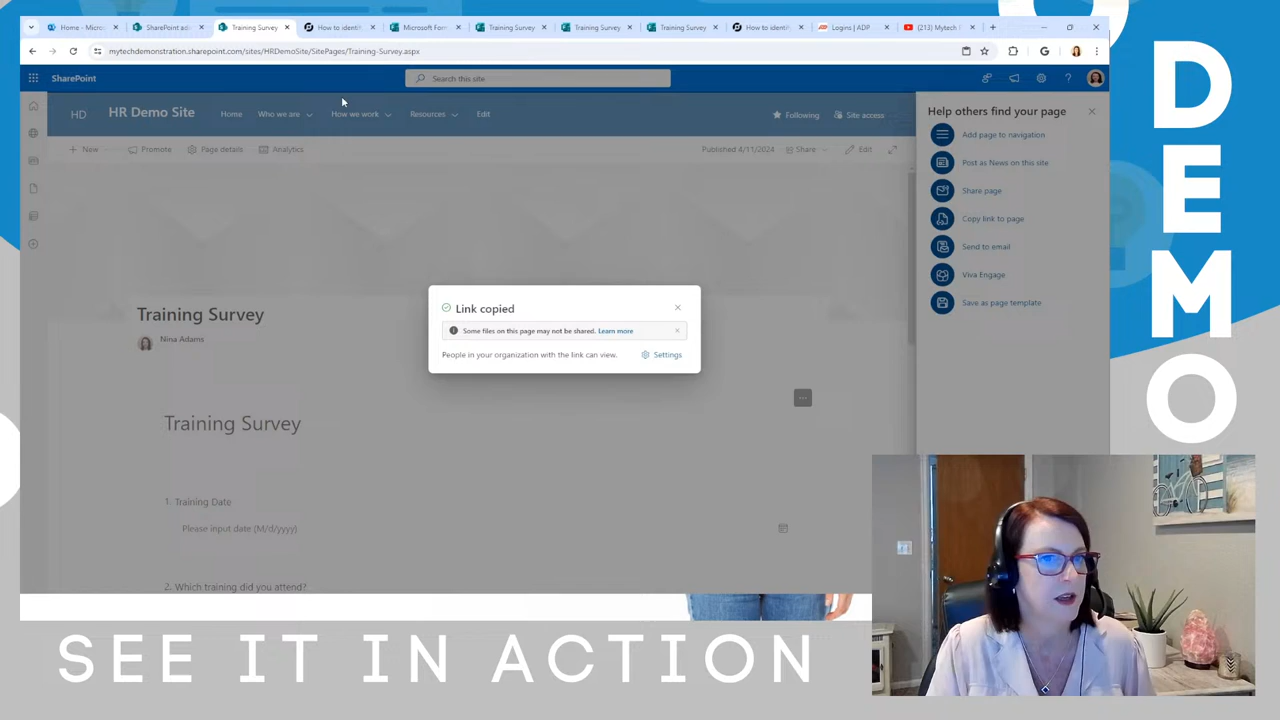 Home - Micros
SharePoint adm
Training Survey
How to identif
Microsoft Form
Training Survey
Training Survey
Training Survey
How to identif
Logins | ADP
(213) Mytech P
mytechdemonstration.sharepoint.com/sites/HRDemoSite/SitePages/Training-Survey.aspx
SharePoint
Search this site
HD
HR Demo Site
Home
Who we are
How we work
Resources
Edit
Following
Site access
New
Promote
Page details
Analytics
Published 4/11/2024
Share
Edit
Help others find your page
Add page to navigation
Post as News on this site
Share page
Copy link to page
Send to email
Viva Engage
Save as page template
Link copied
Some files on this page may not be shared. Learn more
People in your organization with the link can view.
Settings
Training Survey
Nina Adams
Training Survey
1. Training Date
Please input date (M/d/yyyy)
2. Which training did you attend?
DEMO
SEE IT IN ACTION